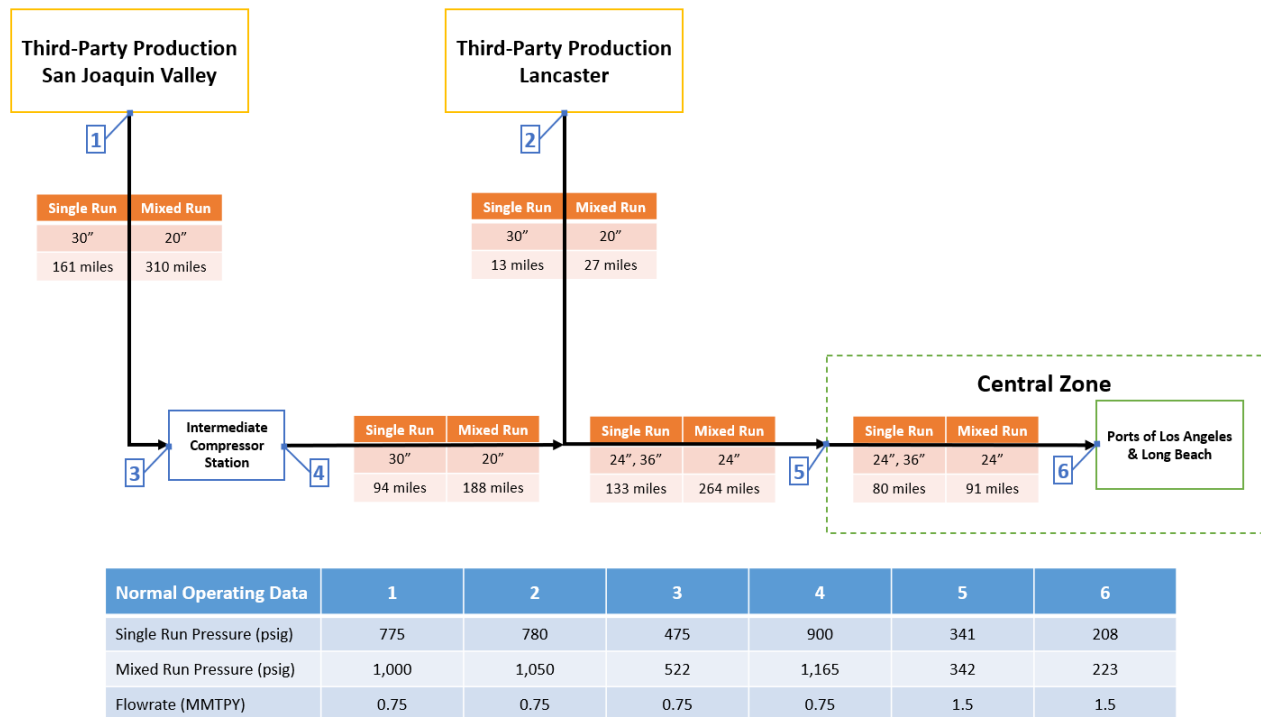 Third-Party Production
San Joaquin Valley
Third-Party Production
Lancaster
1
2
Single Run Mixed Run
30” 20”
161 miles 310 miles
Single Run Mixed Run
30” 20”
13 miles 27 miles
Central Zone
Intermediate
Compressor
Station
3
4
Single Run Mixed Run
30” 20”
94 miles 188 miles
Single Run Mixed Run
24”, 36” 24”
133 miles 264 miles
5
Single Run Mixed Run
24”, 36” 24”
80 miles 91 miles
6
Ports of Los Angeles
& Long Beach
Normal Operating Data 1 2 3 4 5 6
Single Run Pressure (psig) 775 780 475 900 341 208
Mixed Run Pressure (psig) 1,000 1,050 522 1,165 342 223
Flowrate (MMTPY) 0.75 0.75 0.75 0.75 1.5 1.5